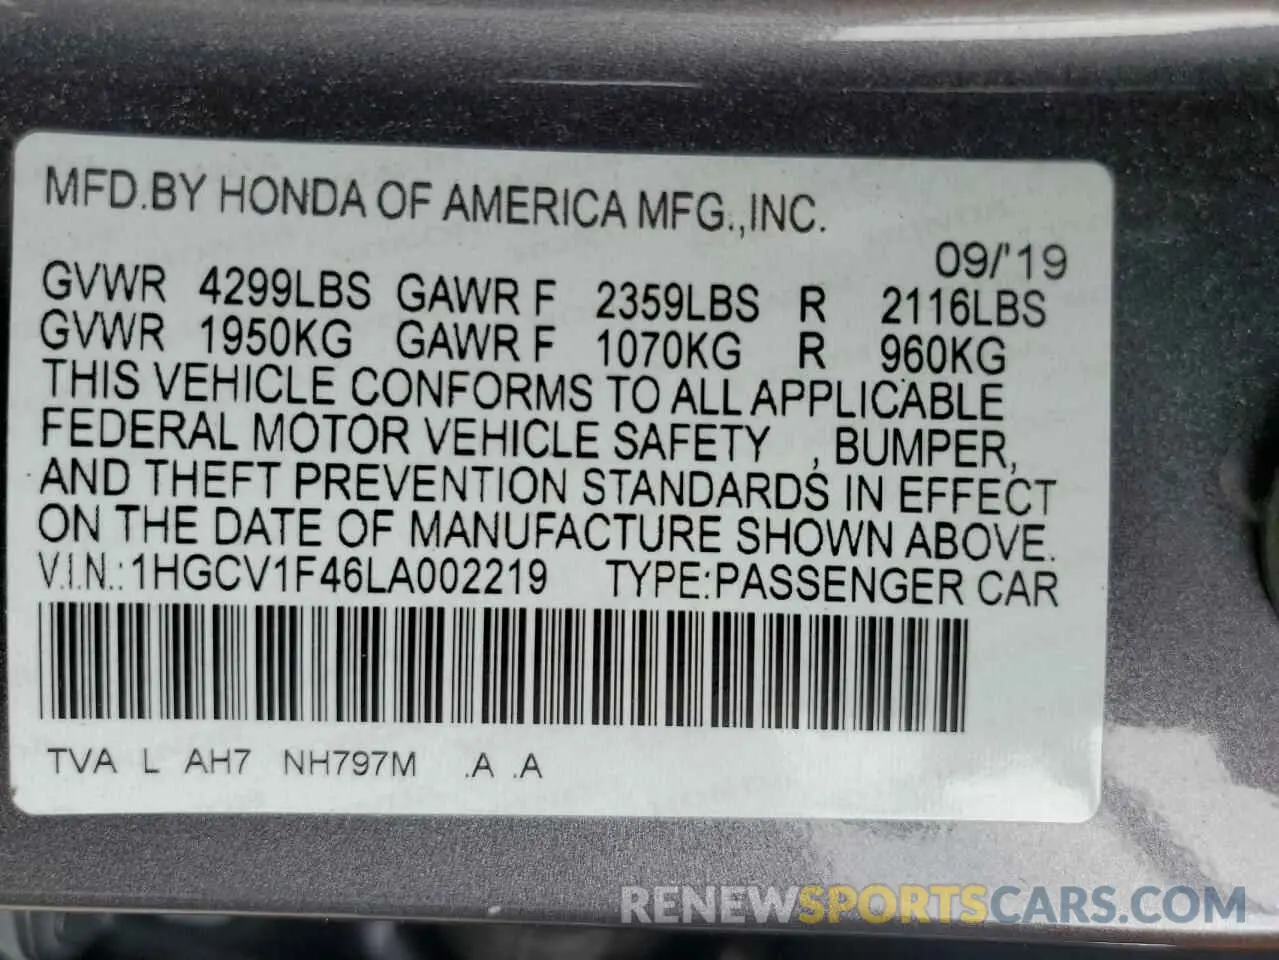 MFD.BY HONDA OF AMERICA MFG.,INC.
09/'19
GVWR 4299LBS GAWR F 2359LBS R 2116LBS
GVWR 1950KG GAWR F 1070KG R 960KG
THIS VEHICLE CONFORMS TO ALL APPLICABLE
FEDERAL MOTOR VEHICLE SAFETY , BUMPER,
AND THEFT PREVENTION STANDARDS IN EFFECT
ON THE DATE OF MANUFACTURE SHOWN ABOVE.
V.I.N.:1HGCV1F46LA002219 TYPE:PASSENGER CAR
TVA L AH7 NH797M .A .A
RENEWSPORTSCARS.COM